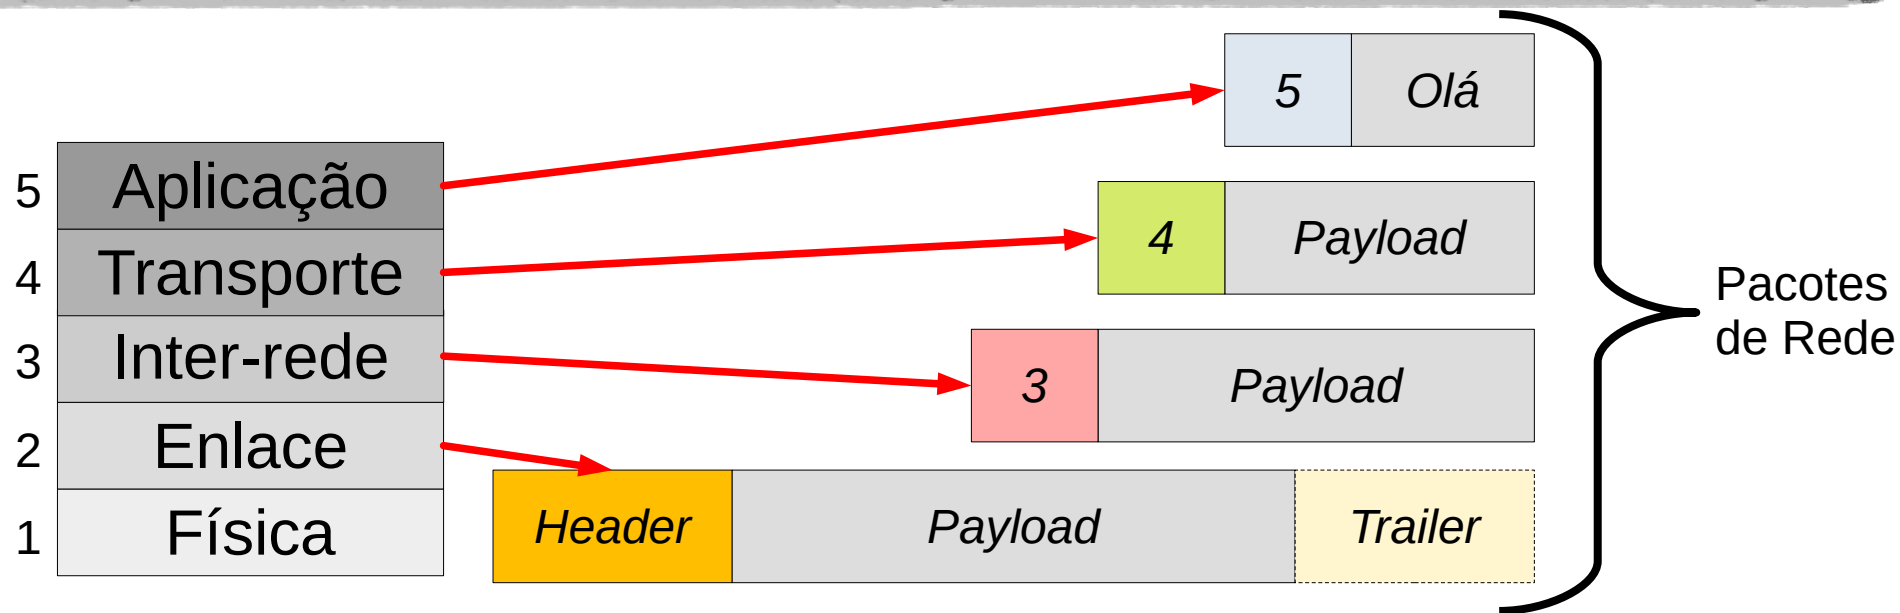 5 Olá
5 Aplicação
4 Payload
4 Transporte
Pacotes
de Rede
3 Inter-rede
3 Payload
2 Enlace
Header Payload Trailer
1 Física